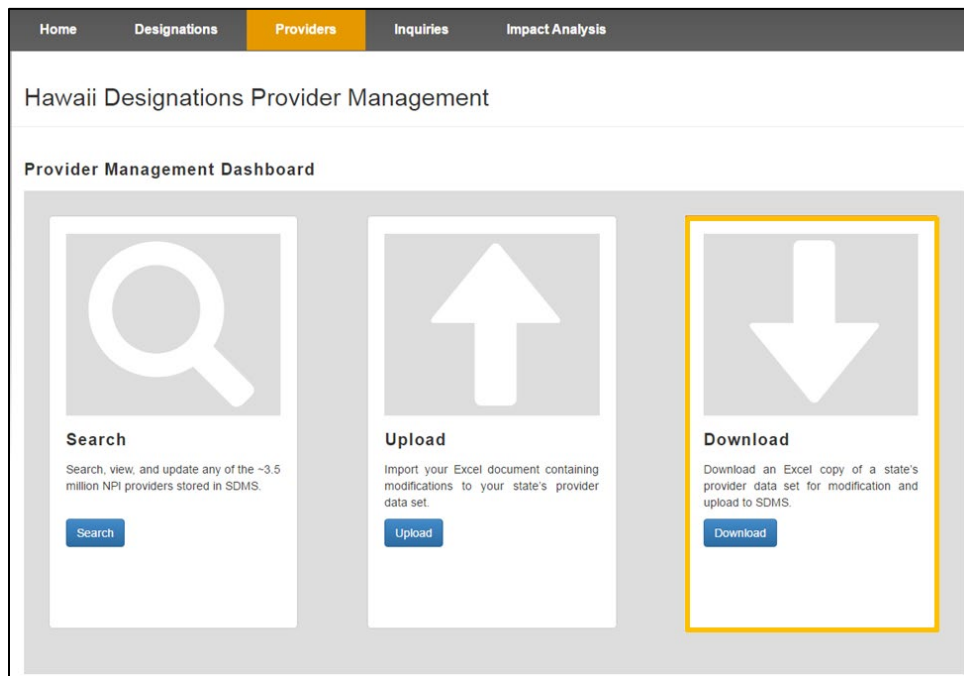 Home Designations Providers Inquiries Impact Analysis
Hawaii Designations Provider Management
Provider Management Dashboard
Search
Search, view, and update any of the ~3.5
million NPI providers stored in SDMS.
Search
Upload
Import your Excel document containing
modifications to your state's provider
data set.
Upload
Download
Download an Excel copy of a state's
provider data set for modification and
upload to SDMS.
Download